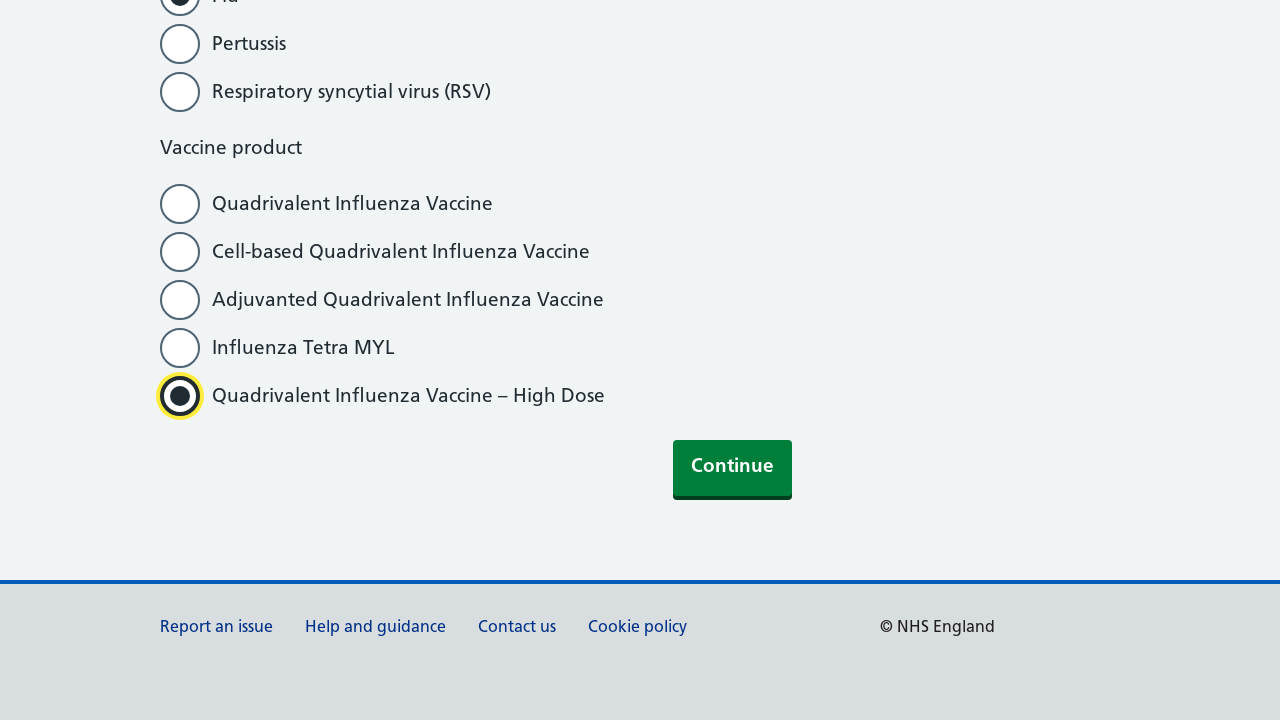 Flu
Pertussis
Respiratory syncytial virus (RSV)
Vaccine product
Quadrivalent Influenza Vaccine
Cell-based Quadrivalent Influenza Vaccine
Adjuvanted Quadrivalent Influenza Vaccine
Influenza Tetra MYL
Quadrivalent Influenza Vaccine – High Dose
Continue
Report an issue
Help and guidance
Contact us
Cookie policy
© NHS England